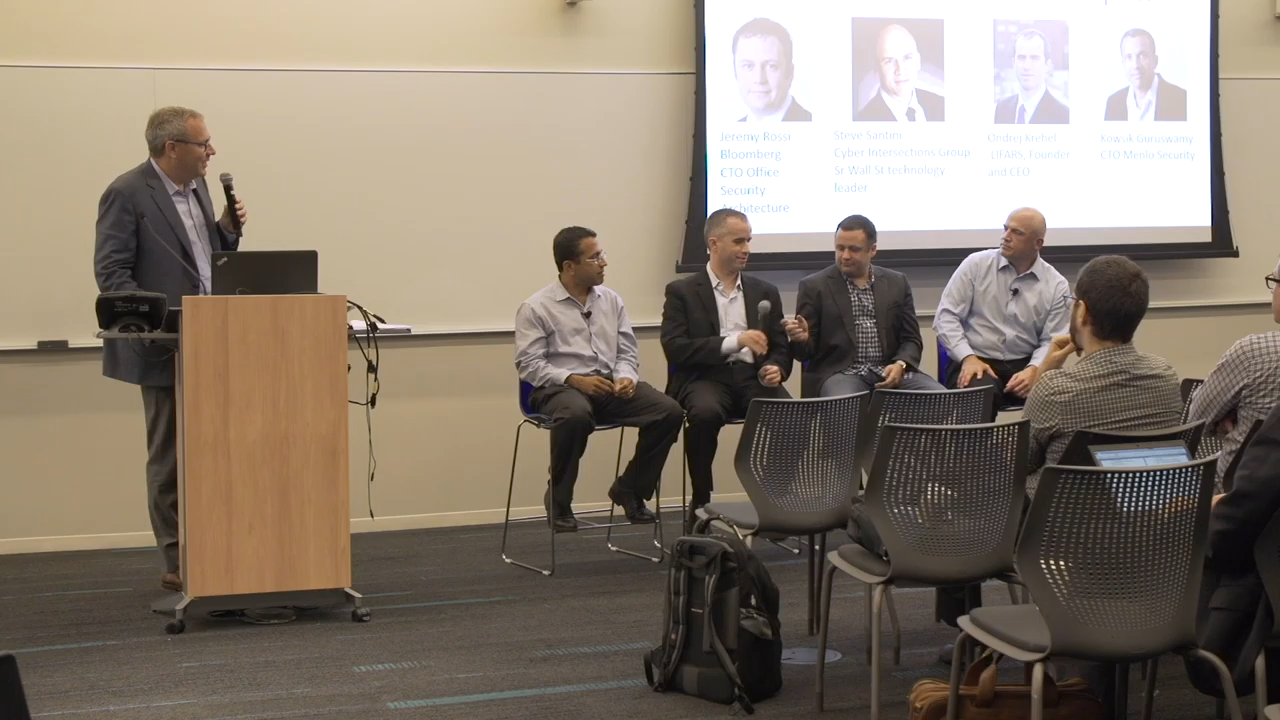 Jeremy Rossi
Bloomberg
CTO Office
Security
Architecture
Steve Santini
Cyber Intersections Group
Sr Wall St technology
leader
Ondrej Krehel
LIFARS, Founder
and CEO
Kowsik Guruswamy
CTO Menlo Security